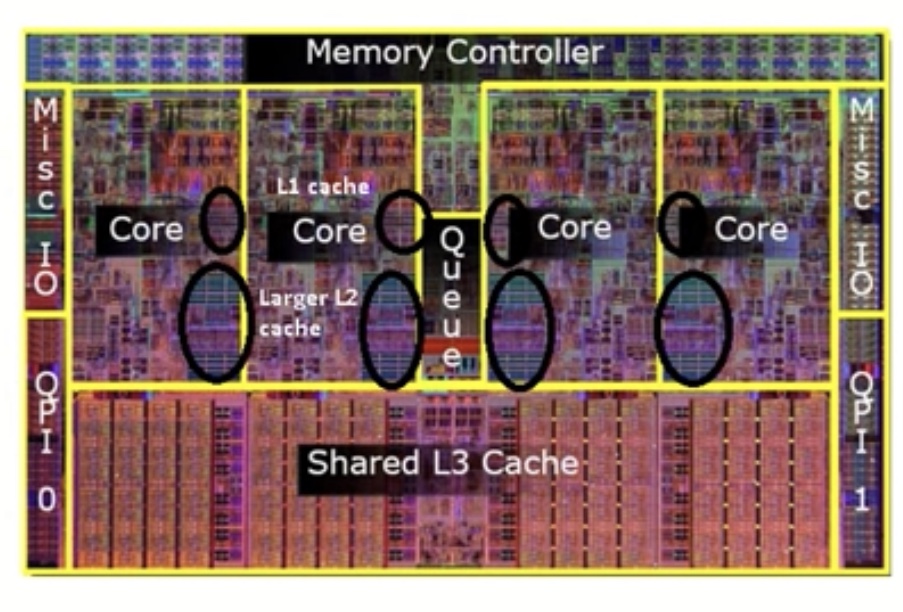 Memory Controller
Misc IO
L1 cache
Core
Core
Core
Core
Misc IO
Queue
Larger L2
cache
QPI 0
QPI 1
Shared L3 Cache